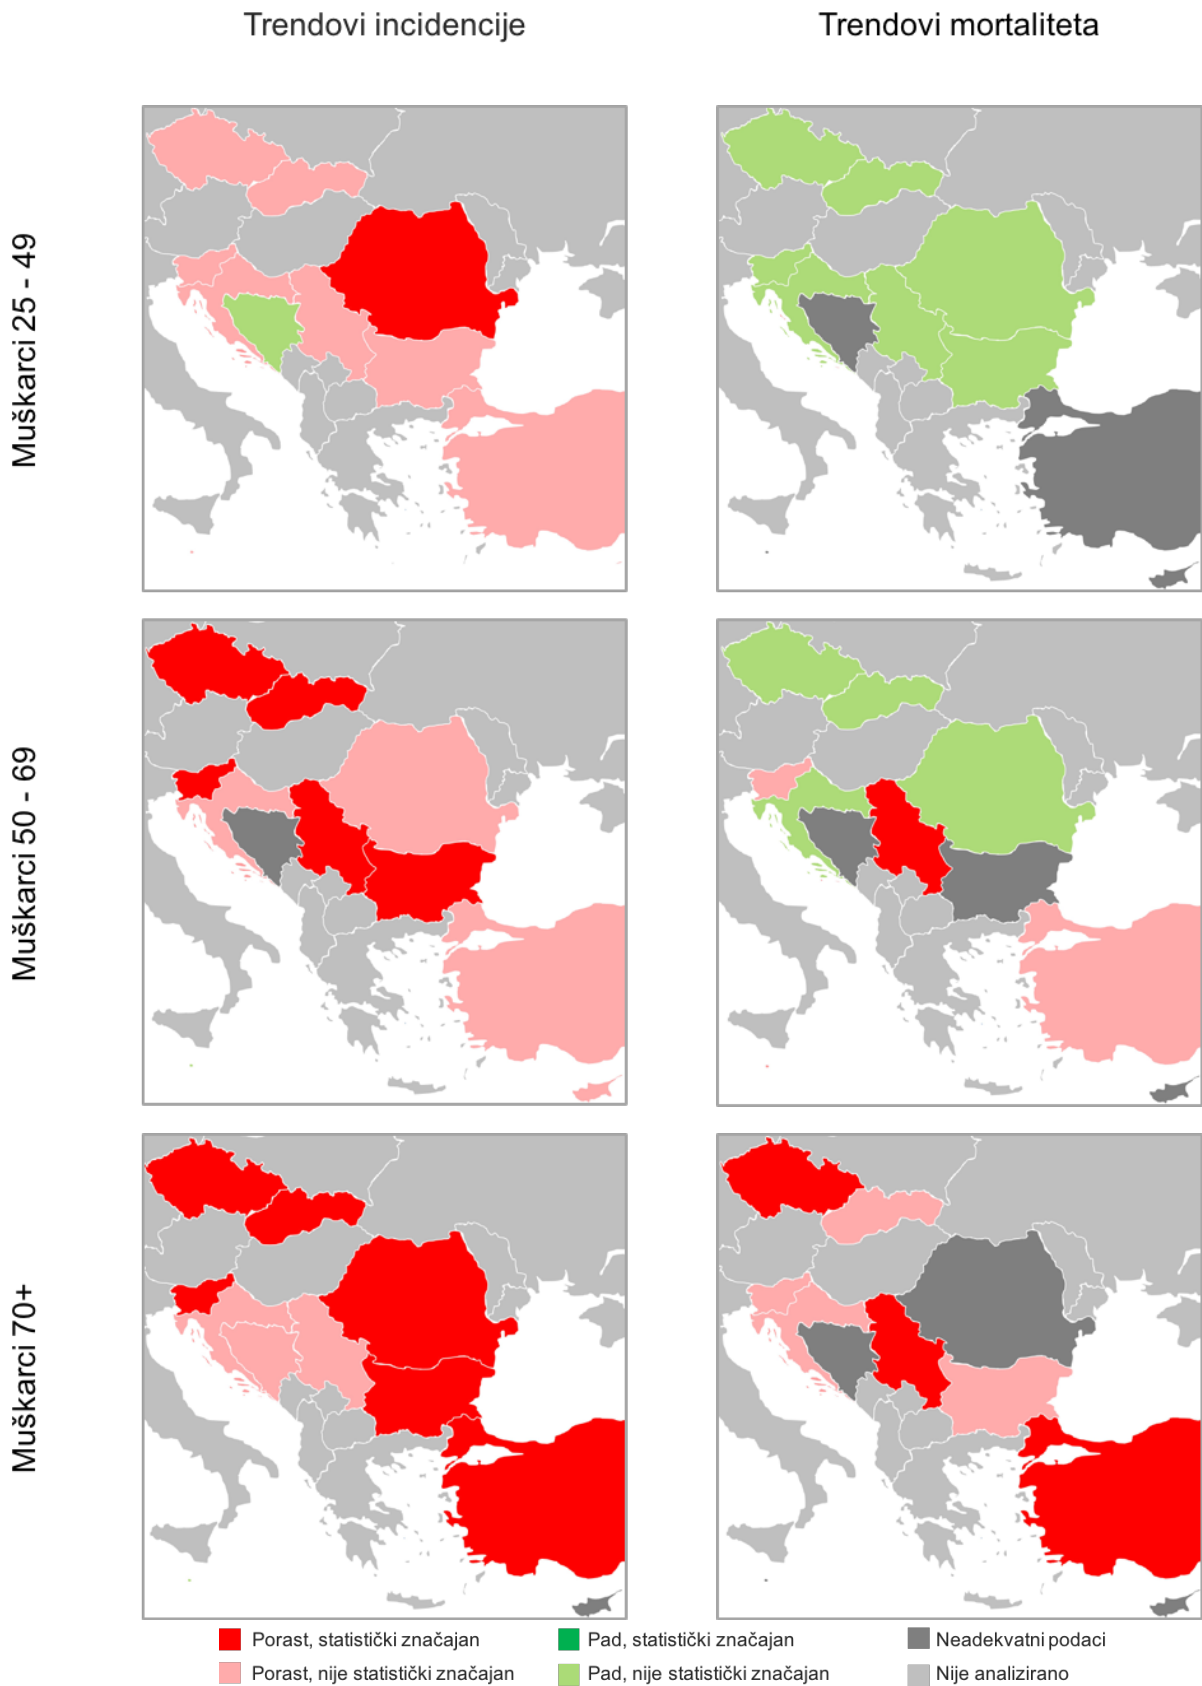 Trendovi incidencije
Trendovi mortaliteta
Muškarci 25 - 49
Muškarci 50 - 69
Muškarci 70+
Porast, statistički značajan
Pad, statistički značajan
Neadekvatni podaci
Porast, nije statistički značajan
Pad, nije statistički značajan
Nije analizirano